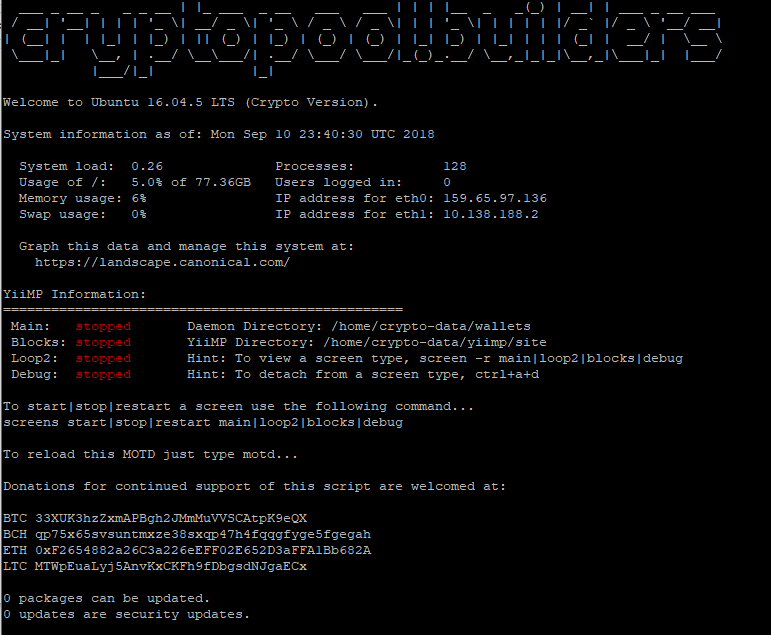 cryptopoolbuilders
Welcome to Ubuntu 16.04.5 LTS (Crypto Version).
System information as of: Mon Sep 10 23:40:30 UTC 2018
System load:  0.26              Processes:           128
Usage of /:   5.0% of 77.36GB   Users logged in:     0
Memory usage: 6%                IP address for eth0: 159.65.97.136
Swap usage:   0%                IP address for eth1: 10.138.188.2
Graph this data and manage this system at:
https://landscape.canonical.com/
YiiMP Information:
==================================================
Main:   stopped       Daemon Directory: /home/crypto-data/wallets
Blocks: stopped       YiiMP Directory: /home/crypto-data/yiimp/site
Loop2:  stopped       Hint: To view a screen type, screen -r main|loop2|blocks|debug
Debug:  stopped       Hint: To detach from a screen type, ctrl+a+d
To start|stop|restart a screen use the following command...
screens start|stop|restart main|loop2|blocks|debug
To reload this MOTD just type motd...
Donations for continued support of this script are welcomed at:
BTC 33XUK3hzZxmAPBgh2JMmMuVVSCAtpK9eQX
BCH qp75x65svsuntmxze38sxqp47h4fqqgfyge5fgegah
ETH 0xF2654882a26C3a226eEFF02E652D3aFFA1Bb682A
LTC MTWpEuaLyj5AnvKxCKFh9fDbgsdNJgaECx
0 packages can be updated.
0 updates are security updates.